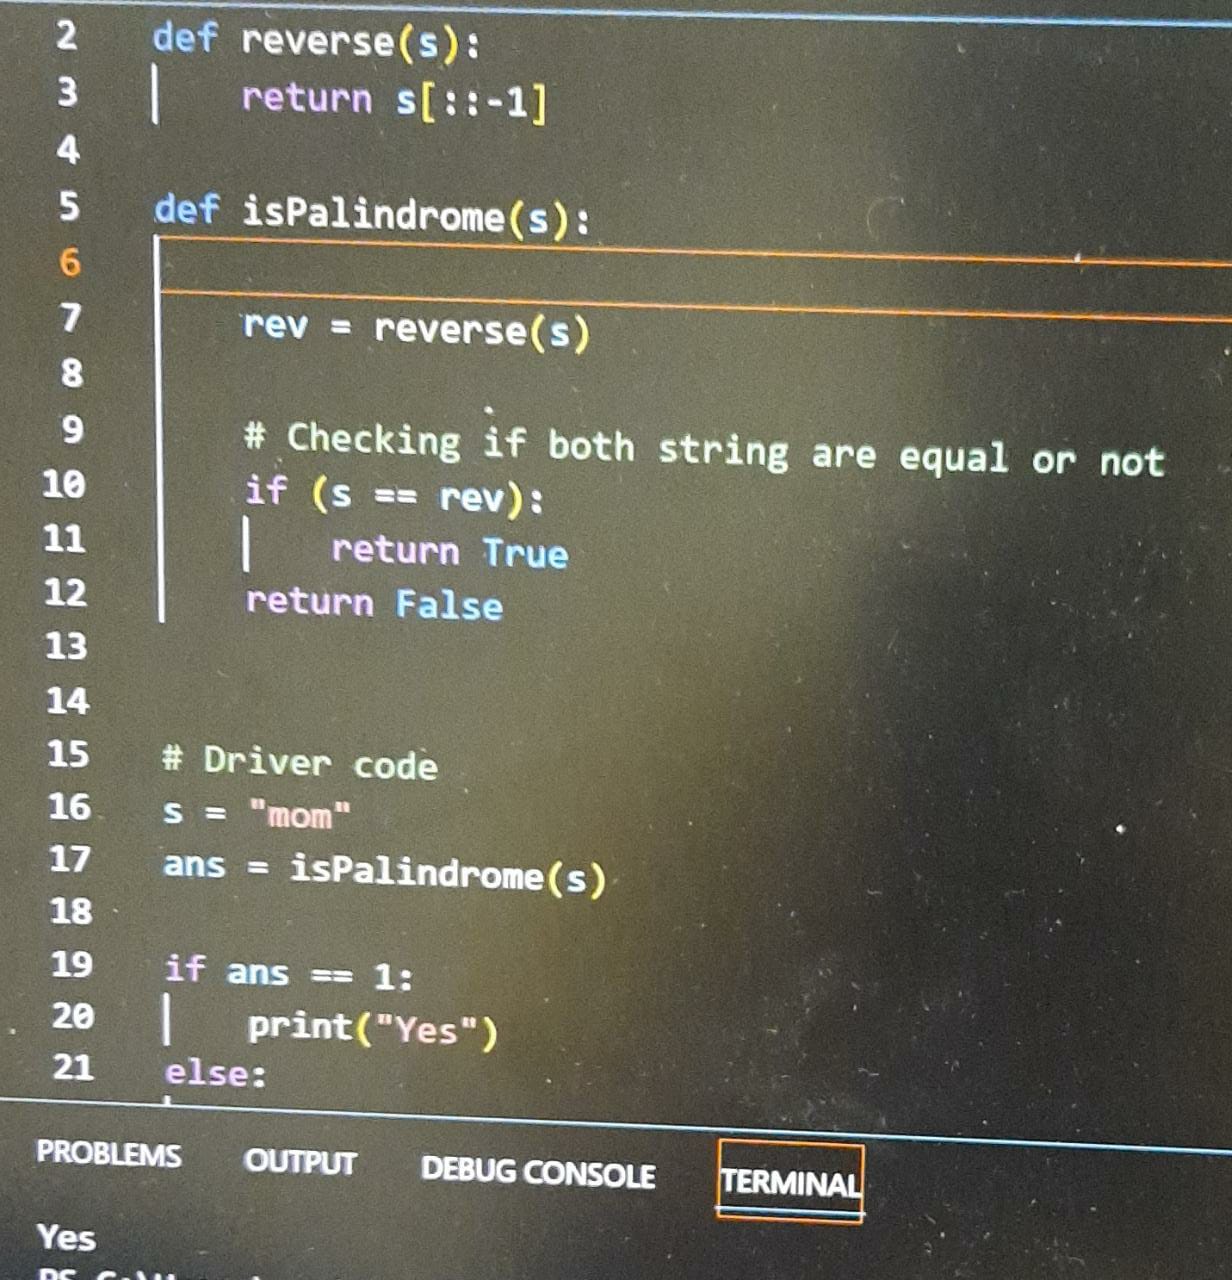 2 def reverse(s):
3 return s[::-1]
4
5 def isPalindrome(s):
6
7 rev = reverse(s)
8
9 # Checking if both string are equal or not
10 if (s == rev):
11 return True
12 return False
13
14
15 # Driver code
16 s = "mom"
17 ans = isPalindrome(s)
18
19 if ans == 1:
20 print("Yes")
21 else:
PROBLEMS OUTPUT DEBUG CONSOLE TERMINAL
Yes